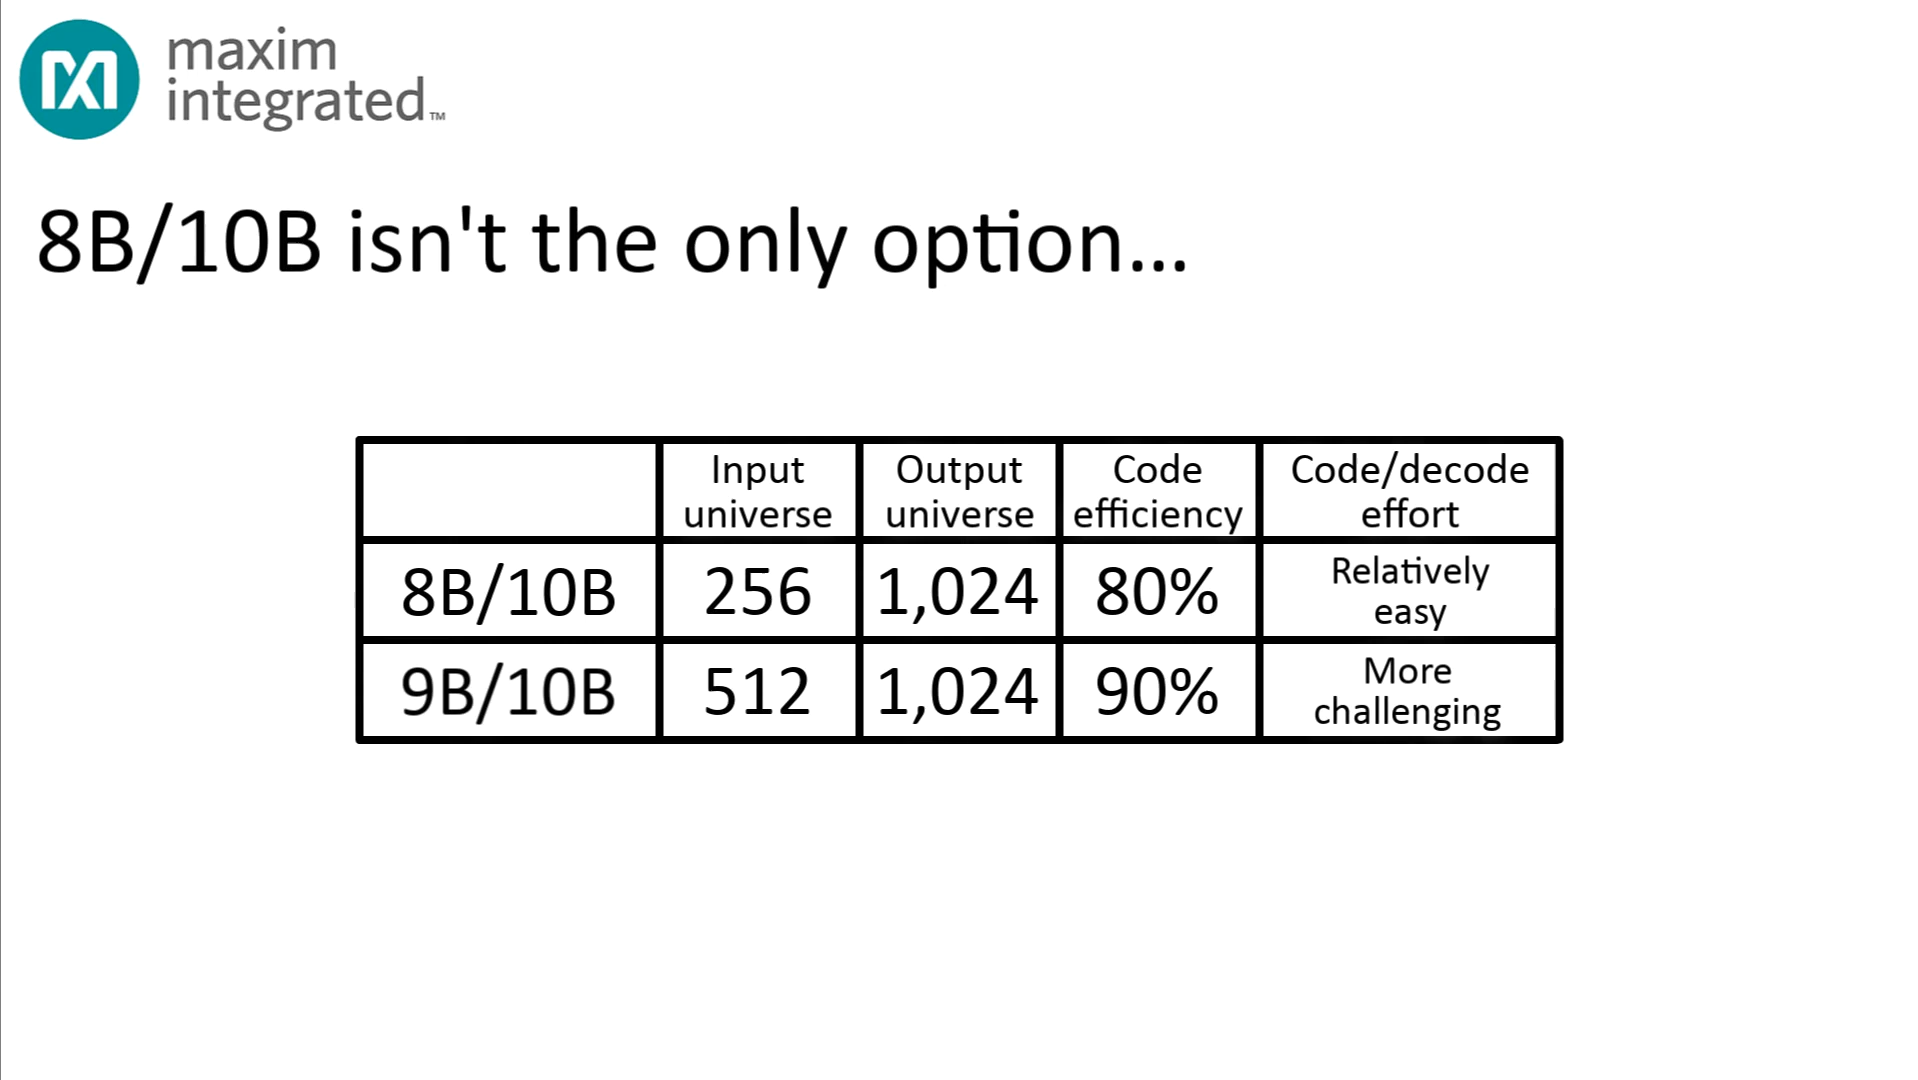 maxim
integrated™
8B/10B isn't the only option...
Input universe Output universe Code efficiency Code/decode effort
8B/10B 256 1,024 80% Relatively easy
9B/10B 512 1,024 90% More challenging